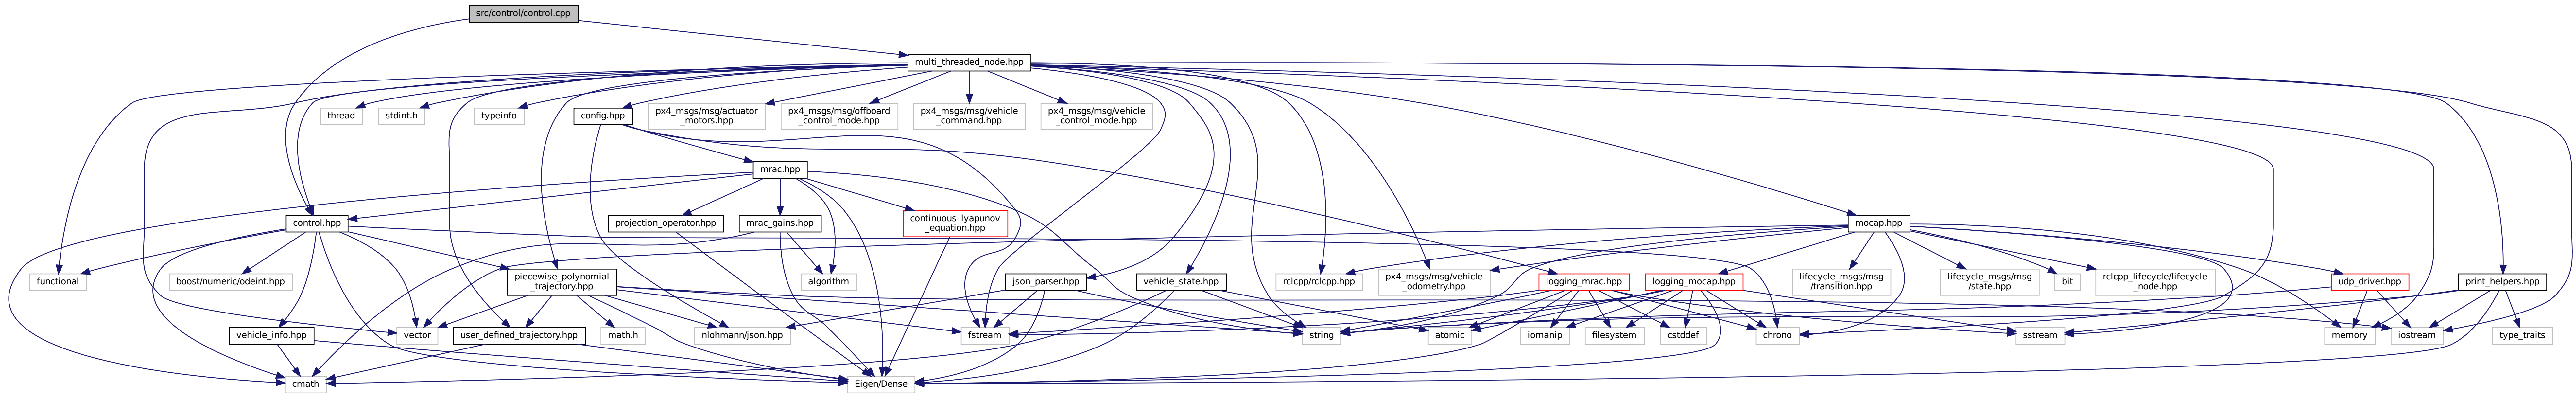 src/control/control.cpp
multi_threaded_node.hpp
thread
stdint.h
typeinfo
config.hpp
px4_msgs/msg/actuator
_motors.hpp
px4_msgs/msg/offboard
_control_mode.hpp
px4_msgs/msg/vehicle
_command.hpp
px4_msgs/msg/vehicle
_control_mode.hpp
mrac.hpp
control.hpp
projection_operator.hpp
mrac_gains.hpp
continuous_lyapunov
_equation.hpp
mocap.hpp
functional
boost/numeric/odeint.hpp
piecewise_polynomial
_trajectory.hpp
algorithm
json_parser.hpp
vehicle_state.hpp
rclcpp/rclcpp.hpp
px4_msgs/msg/vehicle
_odometry.hpp
logging_mrac.hpp
logging_mocap.hpp
lifecycle_msgs/msg
/transition.hpp
lifecycle_msgs/msg
/state.hpp
bit
rclcpp_lifecycle/lifecycle
_node.hpp
udp_driver.hpp
print_helpers.hpp
vehicle_info.hpp
vector
user_defined_trajectory.hpp
math.h
nlohmann/json.hpp
fstream
string
atomic
iomanip
filesystem
cstddef
chrono
sstream
memory
iostream
type_traits
cmath
Eigen/Dense